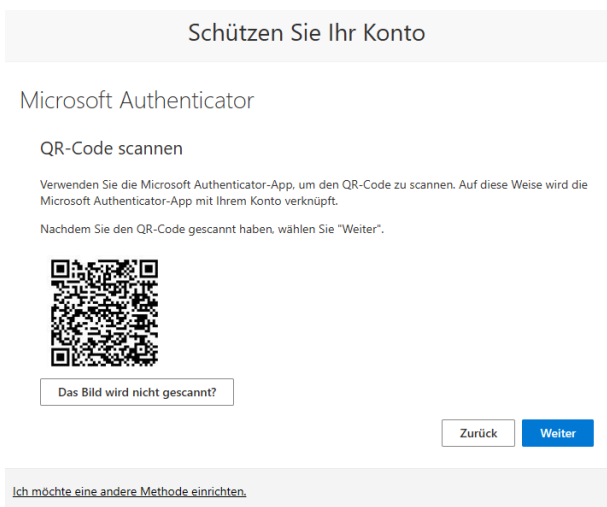 Schützen Sie Ihr Konto
Microsoft Authenticator
QR-Code scannen
Verwenden Sie die Microsoft Authenticator-App, um den QR-Code zu scannen. Auf diese Weise wird die
Microsoft Authenticator-App mit Ihrem Konto verknüpft.
Nachdem Sie den QR-Code gescannt haben, wählen Sie "Weiter".
Das Bild wird nicht gescannt?
Zurück
Weiter
Ich möchte eine andere Methode einrichten.